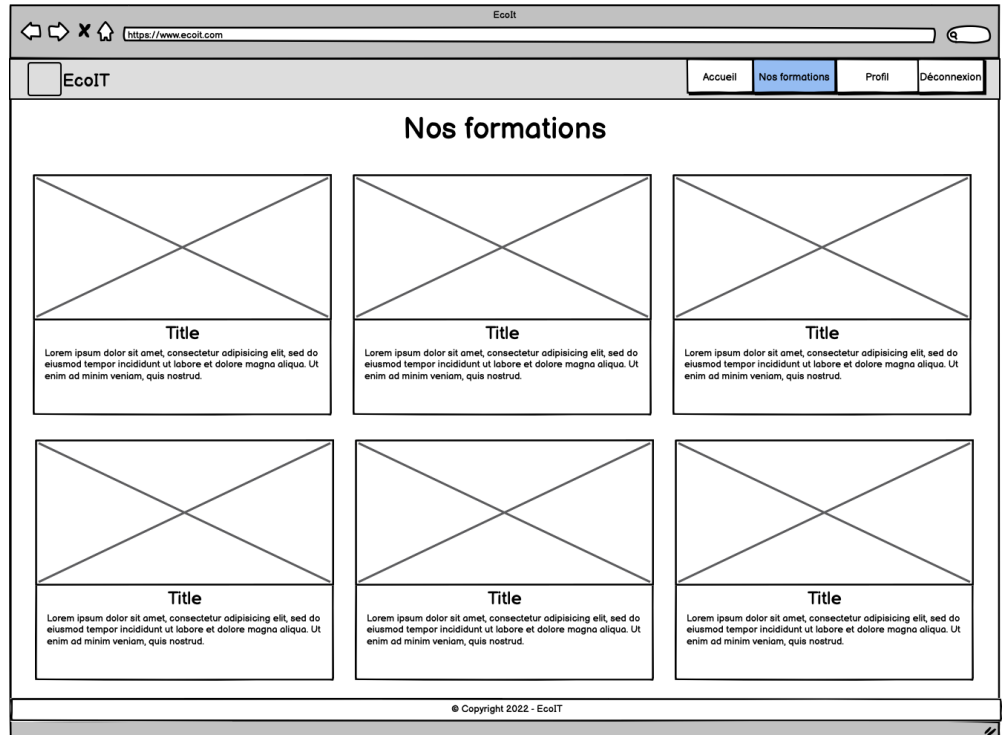 EcoIt
https://www.ecoit.com
EcoIT
Accueil
Nos formations
Profil
Déconnexion
Nos formations
Title
Lorem ipsum dolor sit amet, consectetur adipisicing elit, sed do
eiusmod tempor incididunt ut labore et dolore magna aliqua. Ut
enim ad minim veniam, quis nostrud.
Title
Lorem ipsum dolor sit amet, consectetur adipisicing elit, sed do
eiusmod tempor incididunt ut labore et dolore magna aliqua. Ut
enim ad minim veniam, quis nostrud.
Title
Lorem ipsum dolor sit amet, consectetur adipisicing elit, sed do
eiusmod tempor incididunt ut labore et dolore magna aliqua. Ut
enim ad minim veniam, quis nostrud.
Title
Lorem ipsum dolor sit amet, consectetur adipisicing elit, sed do
eiusmod tempor incididunt ut labore et dolore magna aliqua. Ut
enim ad minim veniam, quis nostrud.
Title
Lorem ipsum dolor sit amet, consectetur adipisicing elit, sed do
eiusmod tempor incididunt ut labore et dolore magna aliqua. Ut
enim ad minim veniam, quis nostrud.
Title
Lorem ipsum dolor sit amet, consectetur adipisicing elit, sed do
eiusmod tempor incididunt ut labore et dolore magna aliqua. Ut
enim ad minim veniam, quis nostrud.
© Copyright 2022 - EcoIT